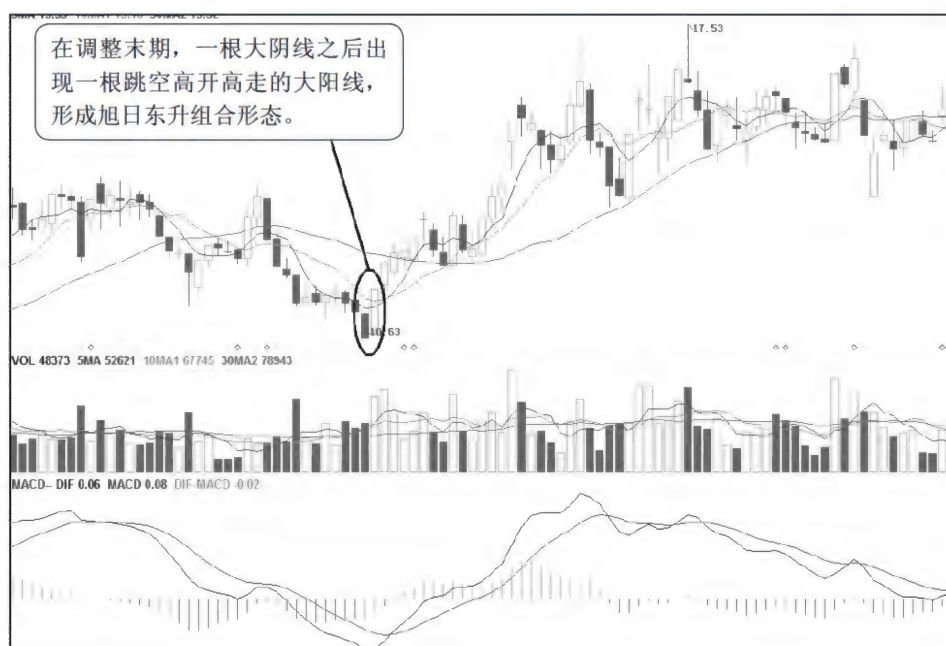 在调整末期，一根大阴线之后出
现一根跳空高开高走的大阳线，
形成旭日东升组合形态。
17.53
10.63
VOL 48373 5MA 52621 10MA1 67745 30MA2 78943
MACD- DIF 0.06 MACD 0.08 DIF-MACD -0.02